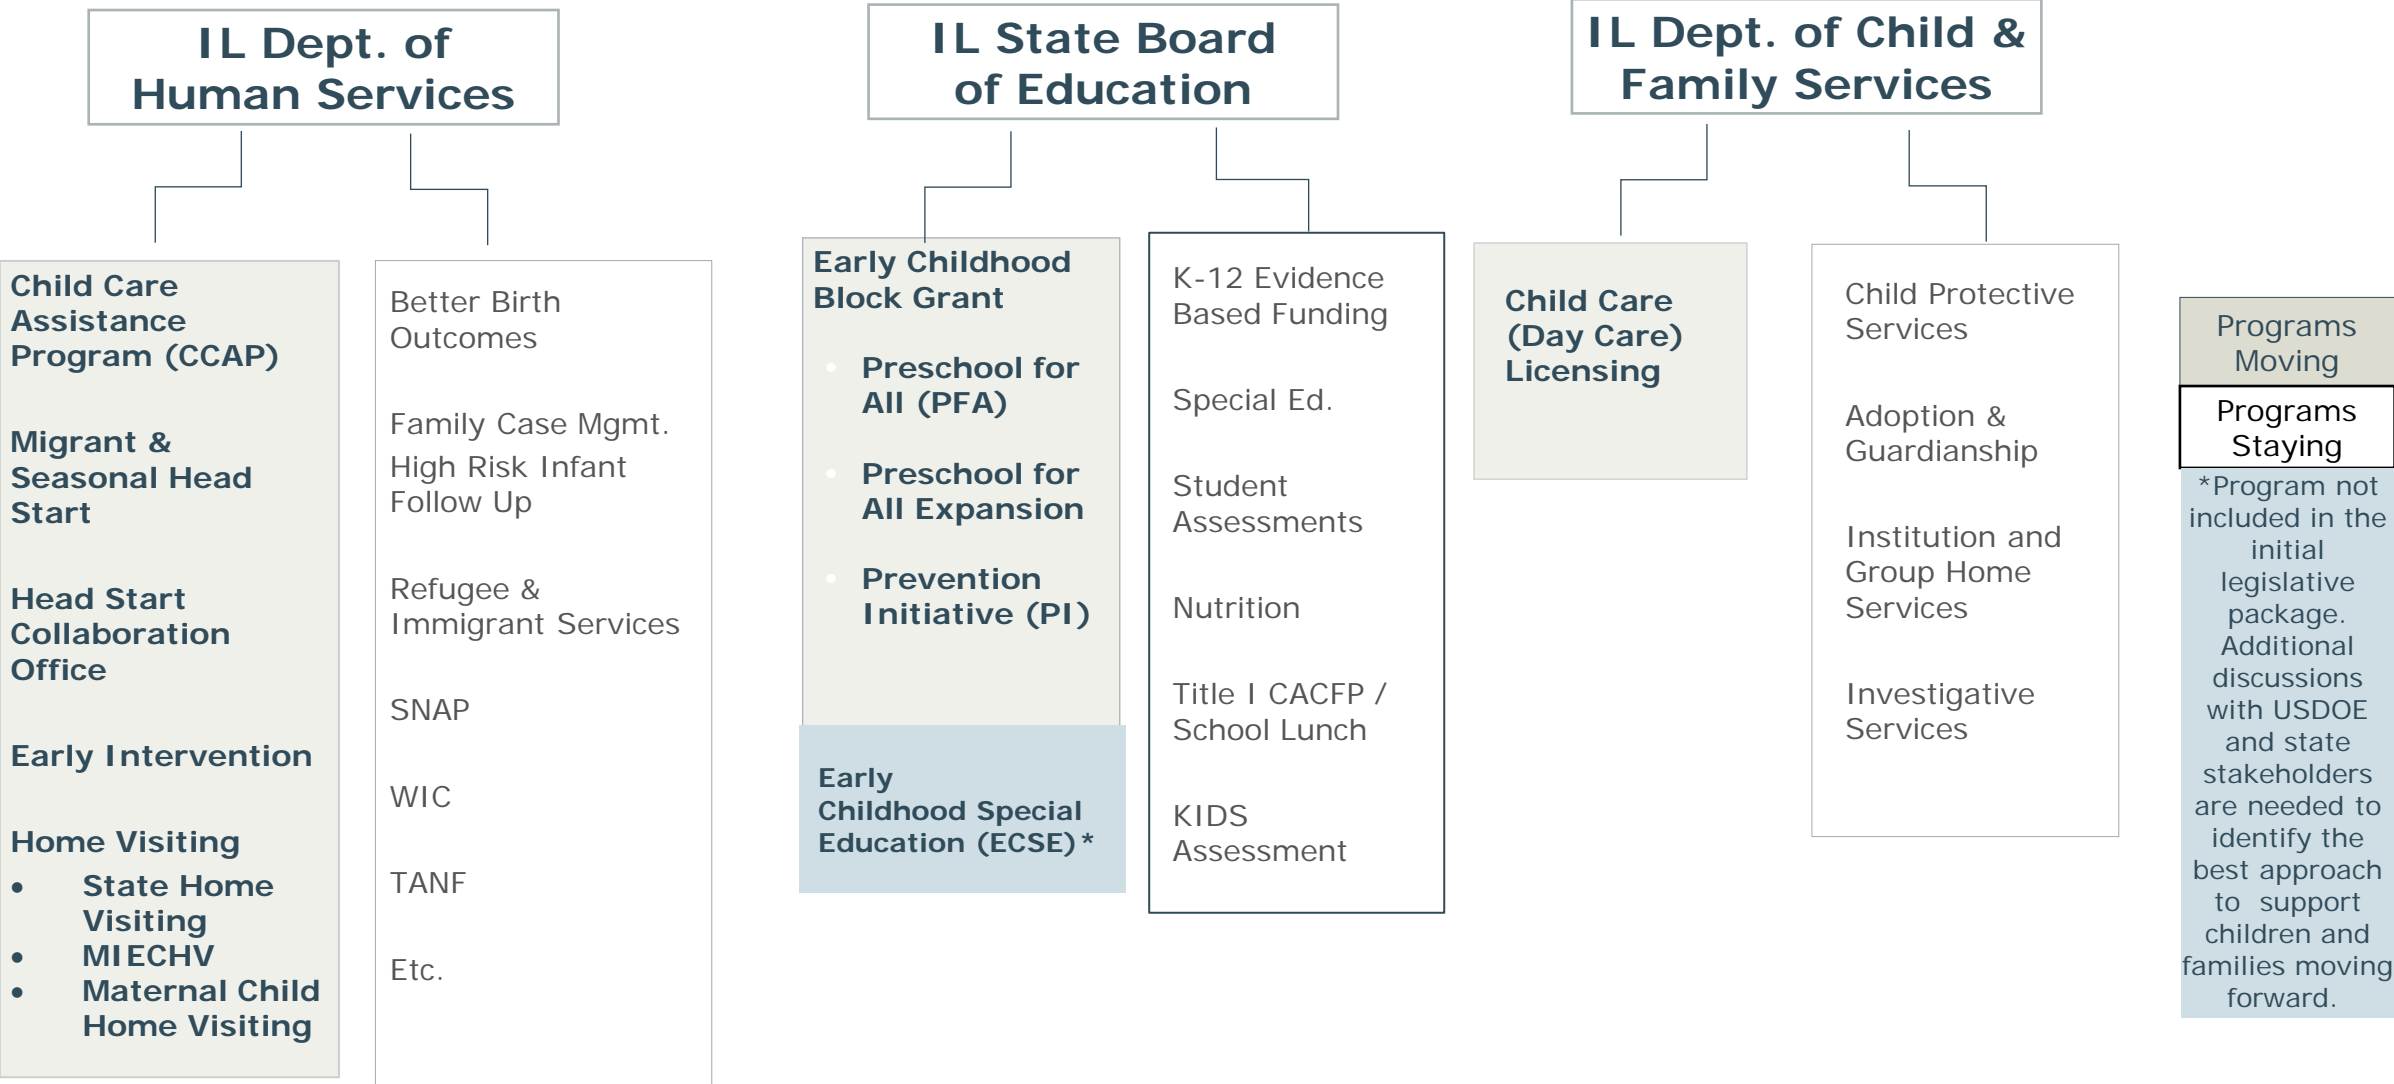 IL Dept. of
Human Services
Child Care
Assistance
Program (CCAP)
Migrant &
Seasonal Head
Start
Head Start
Collaboration
Office
Early Intervention
Home Visiting
• State Home
Visiting
• MIECHV
• Maternal Child
Home Visiting
Better Birth
Outcomes
Family Case Mgmt.
High Risk Infant
Follow Up
Refugee &
Immigrant Services
SNAP
WIC
TANF
Etc.
IL State Board
of Education
Early Childhood
Block Grant
• Preschool for
All (PFA)
• Preschool for
All Expansion
• Prevention
Initiative (PI)
Early
Childhood Special
Education (ECSE)*
K-12 Evidence
Based Funding
Special Ed.
Student
Assessments
Nutrition
Title I CACFP /
School Lunch
KIDS
Assessment
IL Dept. of Child &
Family Services
Child Care
(Day Care)
Licensing
Child Protective
Services
Adoption &
Guardianship
Institution and
Group Home
Services
Investigative
Services
Programs
Moving
Programs
Staying
*Program not
included in the
initial
legislative
package.
Additional
discussions
with USDOE
and state
stakeholders
are needed to
identify the
best approach
to support
children and
families moving
forward.